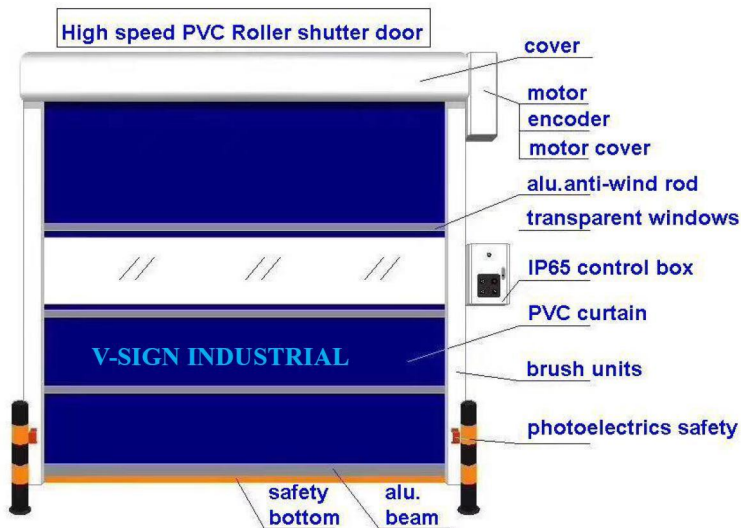 High speed PVC Roller shutter door
cover
motor
encoder
motor cover
alu.anti-wind rod
transparent windows
IP65 control box
PVC curtain
V-SIGN INDUSTRIAL
brush units
photoelectrics safety
safety
bottom
alu.
beam